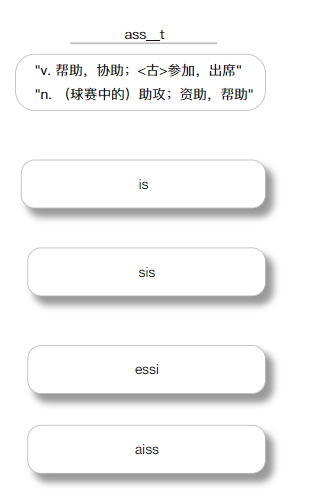 ass__t
"v. 帮助，协助；<古>参加，出席"
"n. （球赛中的）助攻；资助，帮助"
is
sis
essi
aiss